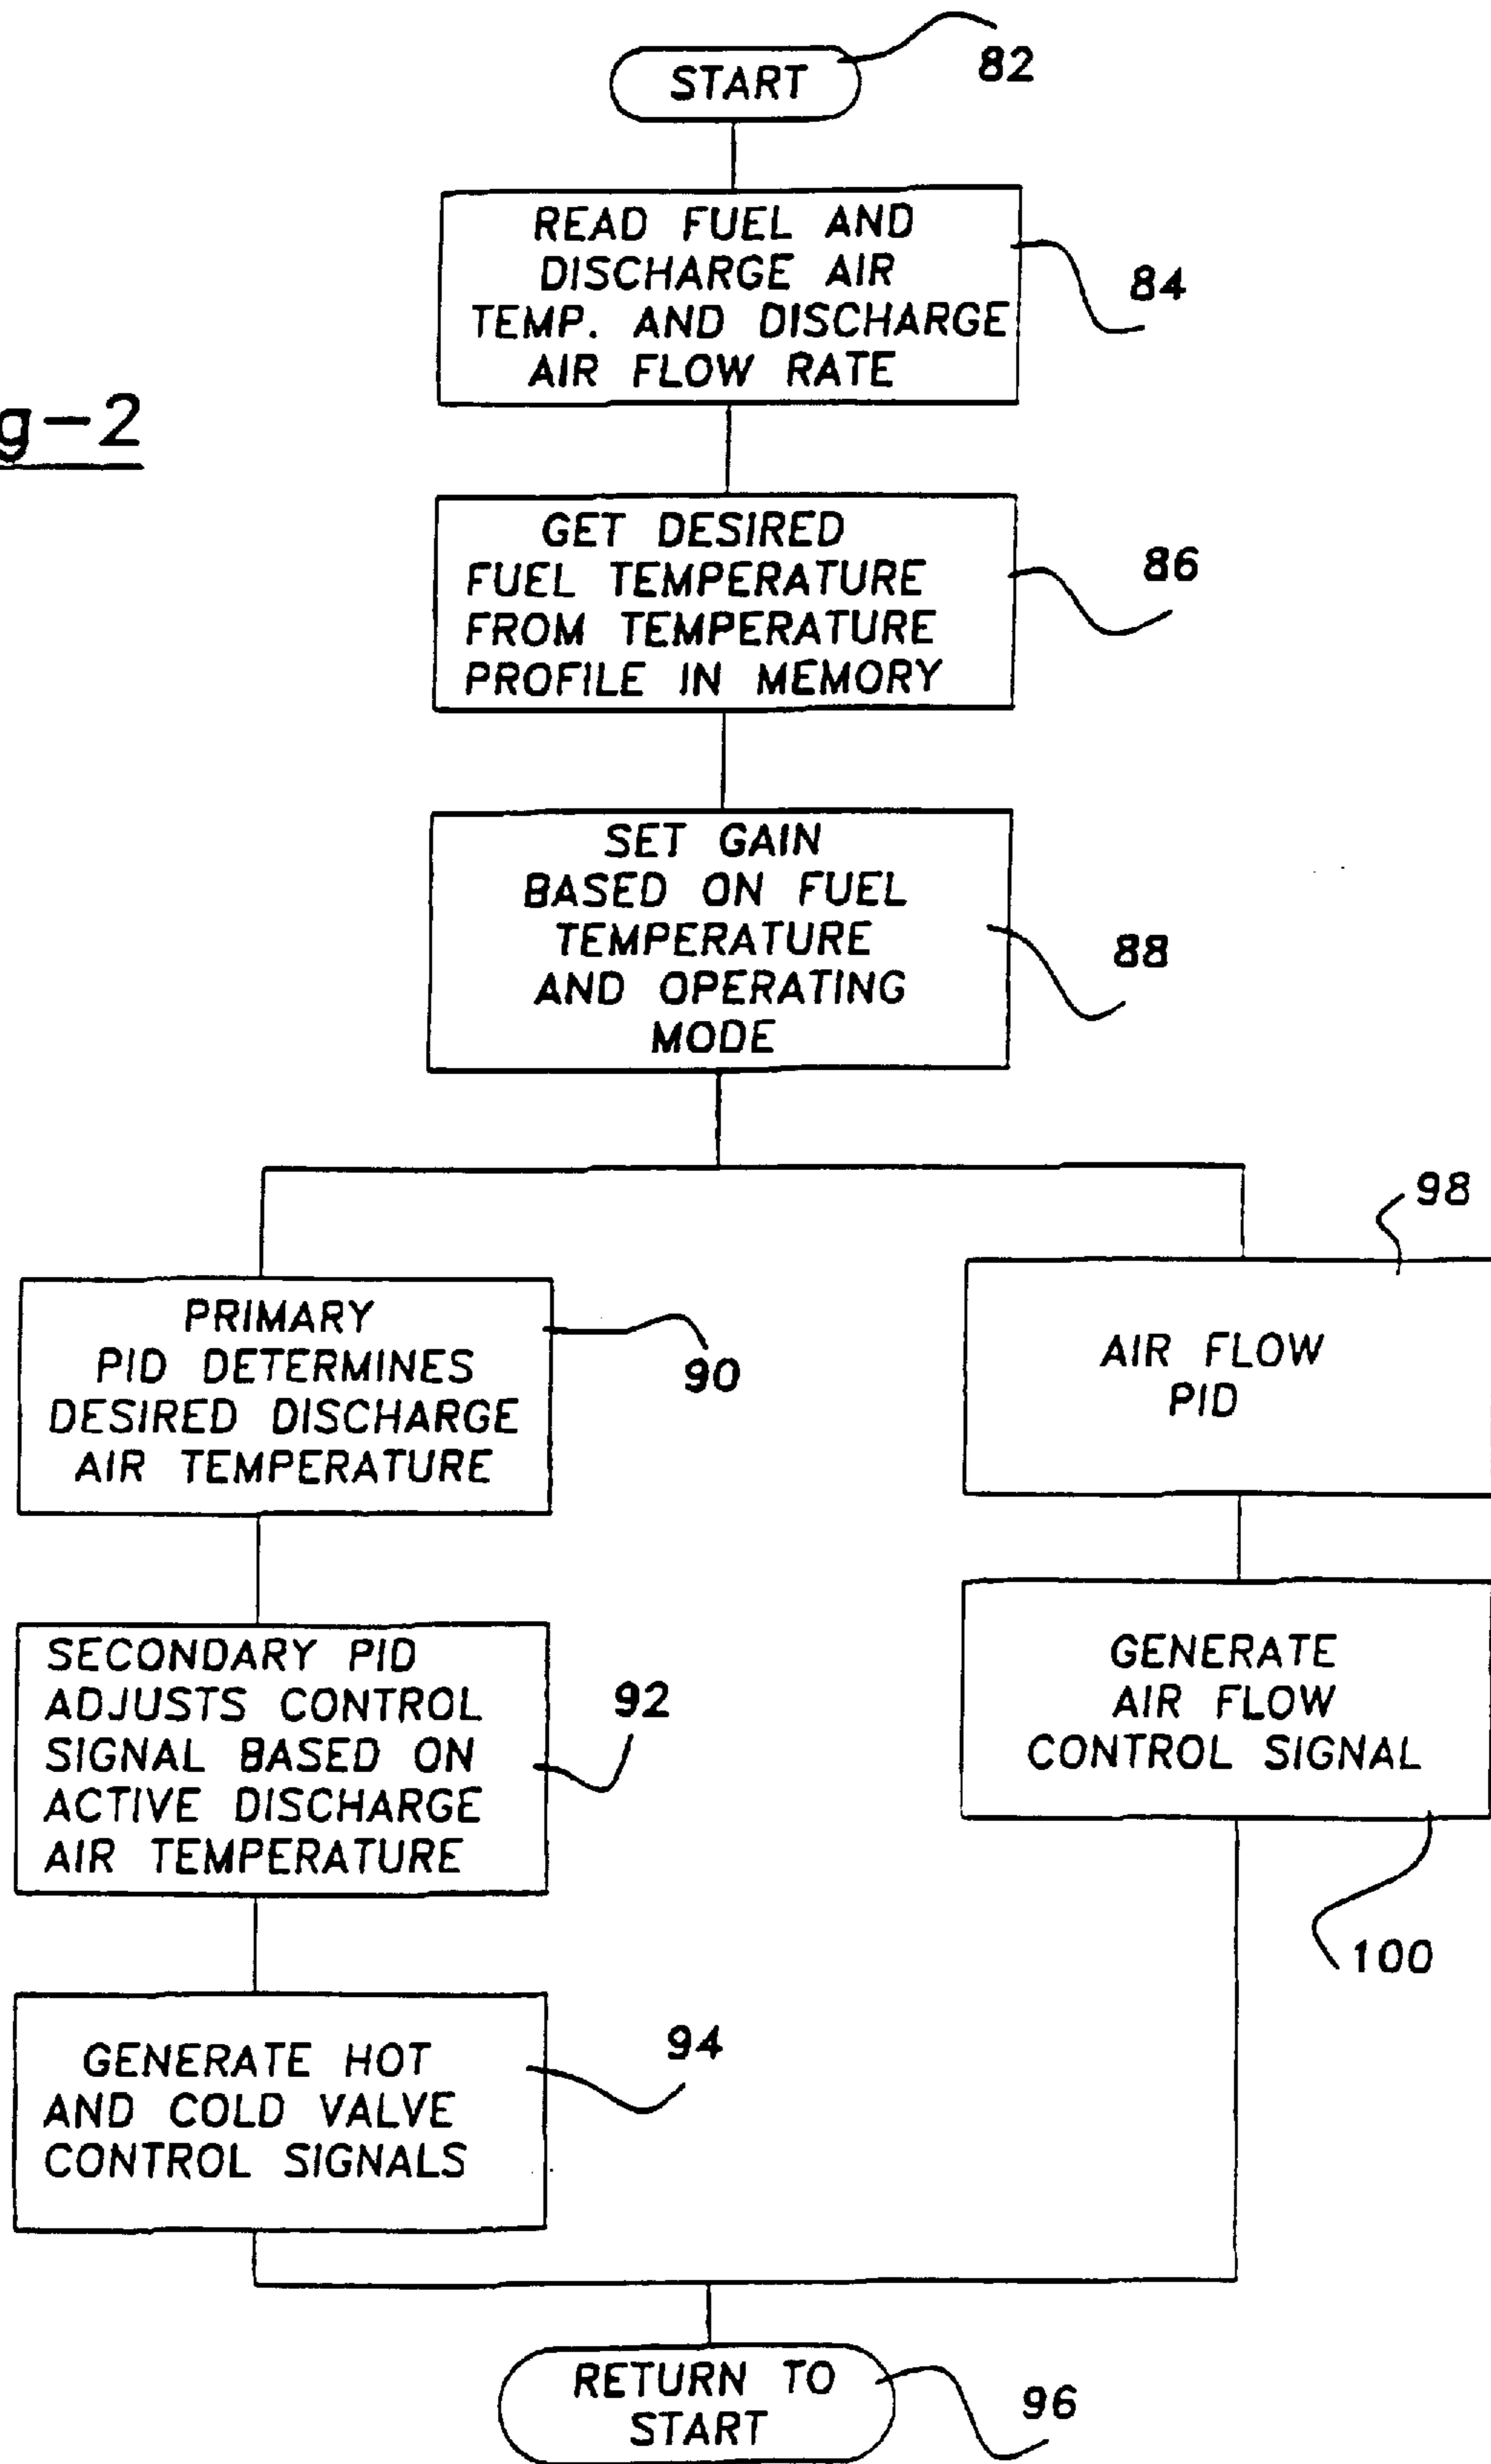 82
START
READ FUEL AND
DISCHARGE AIR
TEMP. AND DISCHARGE
AIR FLOW RATE
84
g-2
GET DESIRED
FUEL TEMPERATURE
FROM TEMPERATURE
PROFILE IN MEMORY
86
SET GAIN
BASED ON FUEL
TEMPERATURE
AND OPERATING
MODE
88
PRIMARY
PID DETERMINES
DESIRED DISCHARGE
AIR TEMPERATURE
90
98
AIR FLOW
PID
SECONDARY PID
ADJUSTS CONTROL
SIGNAL BASED ON
ACTIVE DISCHARGE
AIR TEMPERATURE
92
GENERATE
AIR FLOW
CONTROL SIGNAL
100
GENERATE HOT
AND COLD VALVE
CONTROL SIGNALS
94
RETURN TO
START
96